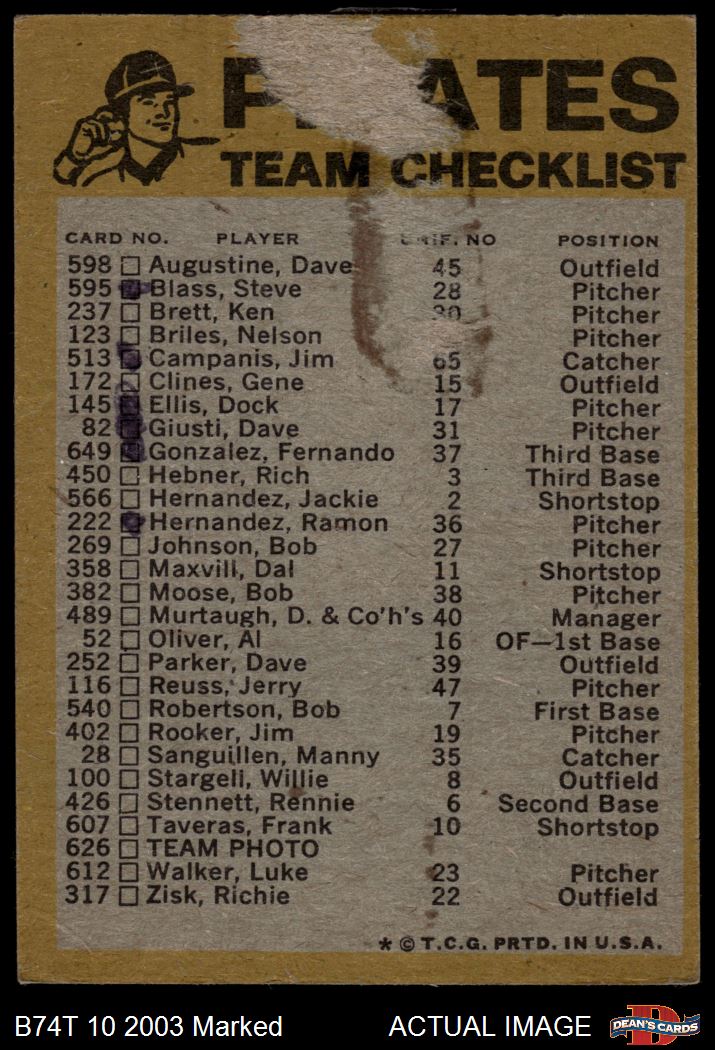 P ATES
TEAM CHECKLIST
CARD NO. PLAYER UNIF. NO POSITION
598 Augustine, Dave 45 Outfield
595 Blass, Steve 28 Pitcher
237 Brett, Ken 30 Pitcher
123 Briles, Nelson Pitcher
513 Campanis, Jim 65 Catcher
172 Clines, Gene 15 Outfield
145 Ellis, Dock 17 Pitcher
82 Giusti, Dave 31 Pitcher
649 Gonzalez, Fernando 37 Third Base
450 Hebner, Rich 3 Third Base
566 Hernandez, Jackie 2 Shortstop
222 Hernandez, Ramon 36 Pitcher
269 Johnson, Bob 27 Pitcher
358 Maxvill, Dal 11 Shortstop
382 Moose, Bob 38 Pitcher
489 Murtaugh, D. & Co'h's 40 Manager
52 Oliver, Al 16 OF—1st Base
252 Parker, Dave 39 Outfield
116 Reuss, Jerry 47 Pitcher
540 Robertson, Bob 7 First Base
402 Rooker, Jim 19 Pitcher
28 Sanguillen, Manny 35 Catcher
100 Stargell, Willie 8 Outfield
426 Stennett, Rennie 6 Second Base
607 Taveras, Frank 10 Shortstop
626 TEAM PHOTO
612 Walker, Luke 23 Pitcher
317 Zisk, Richie 22 Outfield
* © T.C.G. PRTD. IN U.S.A.
B74T 10 2003 Marked ACTUAL IMAGE DEAN'S CARDS